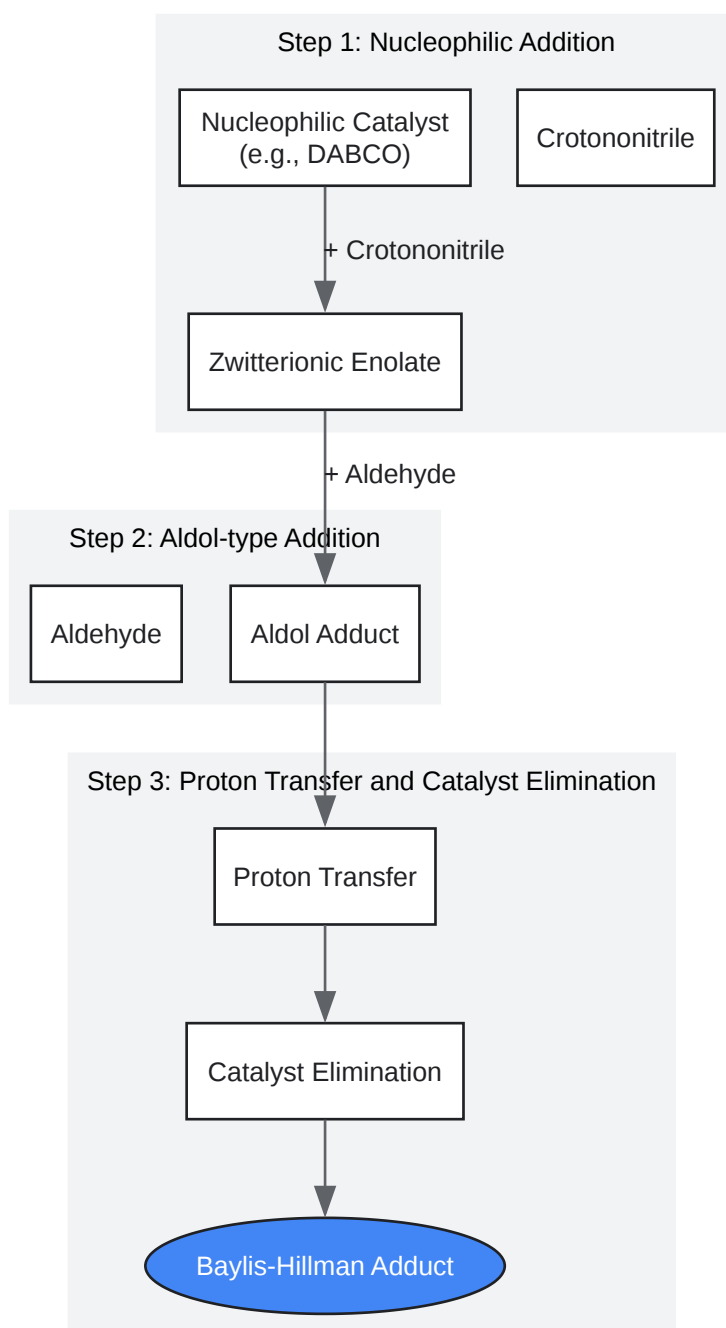 Step 1: Nucleophilic Addition
Nucleophilic Catalyst
(e.g., DABCO)
Crotononitrile
+ Crotononitrile
Zwitterionic Enolate
+ Aldehyde
Step 2: Aldol-type Addition
Aldehyde
Aldol Adduct
Step 3: Proton Transfer and Catalyst Elimination
Proton Transfer
Catalyst Elimination
Baylis-Hillman Adduct